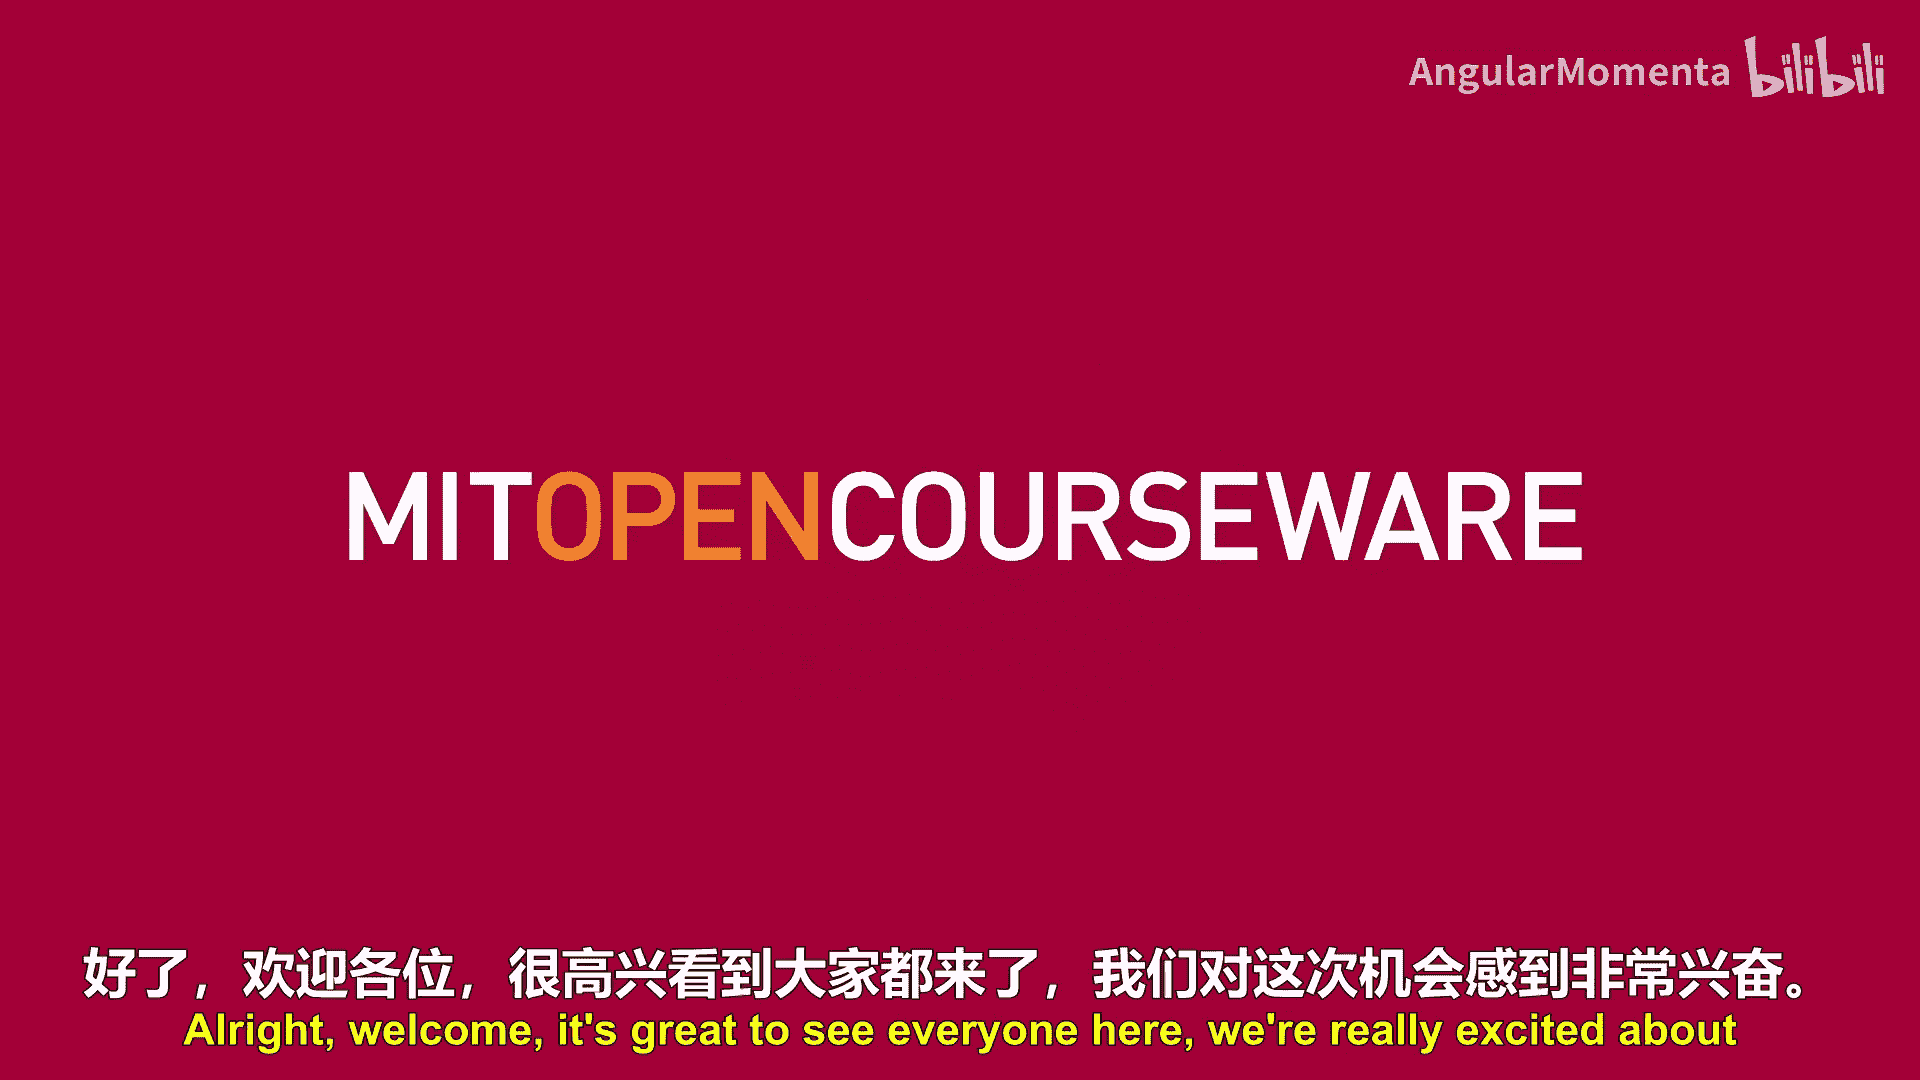 AngularMomenta bilibili
MITOPENCOURSEWARE
好了，欢迎各位，很高兴看到大家都来了，我们对这次机会感到非常兴奋。
Alright, welcome, it's great to see everyone here, we're really excited about